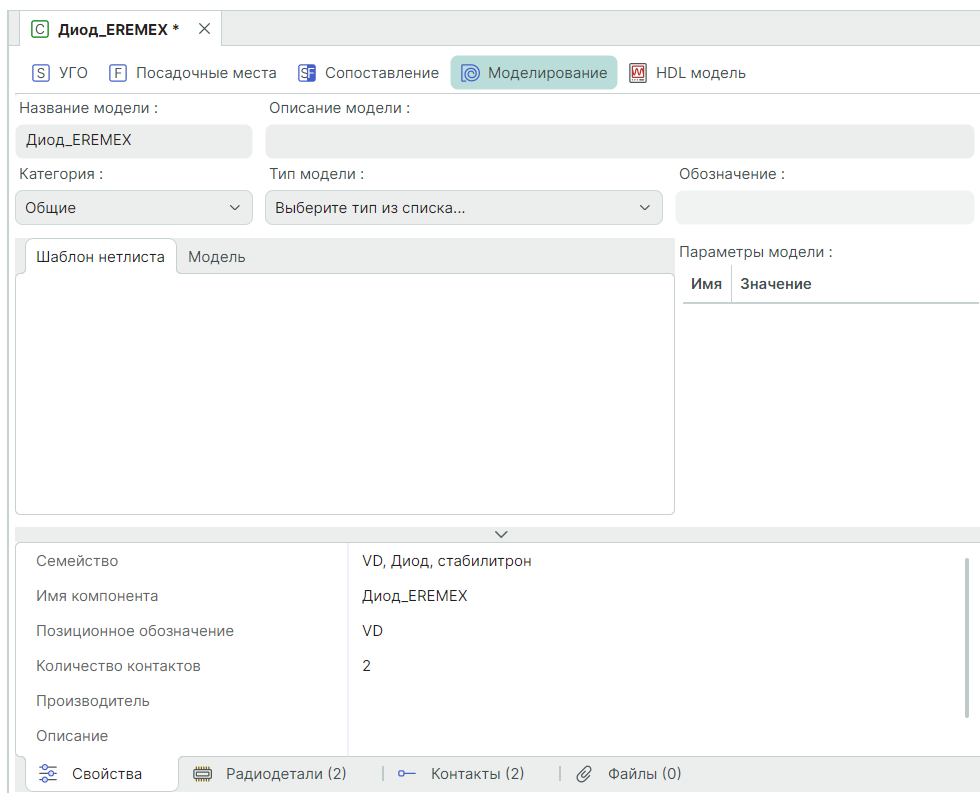 C Диод_EREMEX *
S УГО F Посадочные места SF Сопоставление Моделирование HDL модель
Название модели : Описание модели :
Диод_EREMEX
Категория : Тип модели : Обозначение :
Общие Выберите тип из списка...
Шаблон нетлиста Модель Параметры модели :
Имя Значение
Семейство VD, Диод, стабилитрон
Имя компонента Диод_EREMEX
Позиционное обозначение VD
Количество контактов 2
Производитель
Описание
Свойства Радиодетали (2) Контакты (2) Файлы (0)